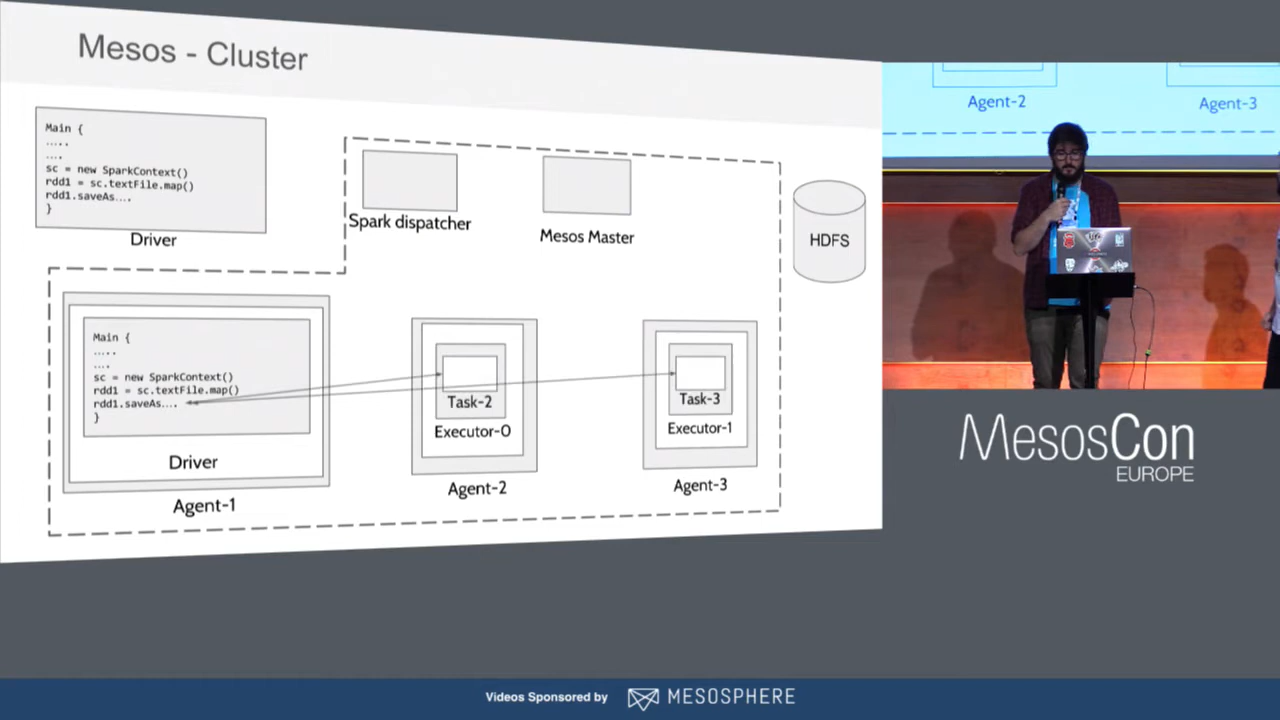 Mesos - Cluster
Main {
.....
....
sc = new SparkContext()
rdd1 = sc.textFile.map()
rdd1.saveAs....
}
Driver
Spark dispatcher
Mesos Master
HDFS
Main {
.....
....
sc = new SparkContext()
rdd1 = sc.textFile.map()
rdd1.saveAs....
}
Driver
Agent-1
Task-2
Executor-0
Agent-2
Task-3
Executor-1
Agent-3
Agent-2
Agent-3
MesosCon
EUROPE
Videos Sponsored by
MESOSPHERE